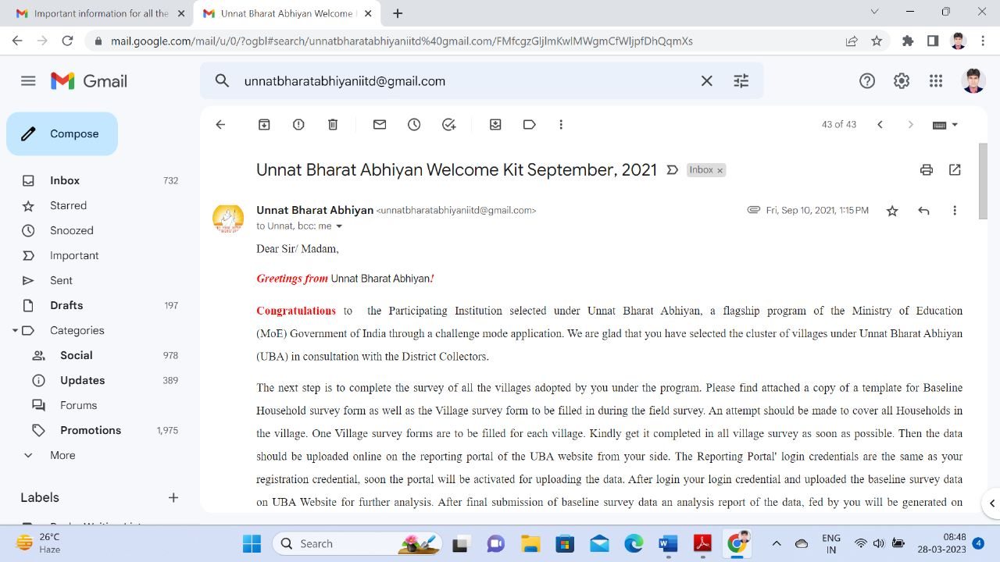 Important information for all the
Unnat Bharat Abhiyan Welcome
mail.google.com/mail/u/0/?ogbl#search/unnatbharatabhiyaniitd%40gmail.com/FMfcgzGljlmKwlMWgmCfWljpfDhQqmXs
Gmail
unnatbharatabhiyaniitd@gmail.com
Compose
43 of 43
Inbox 732
Starred
Snoozed
Important
Sent
Drafts 197
Categories
Social 978
Updates 389
Forums
Promotions 1,975
More
Labels
Unnat Bharat Abhiyan Welcome Kit September, 2021
Inbox x
Unnat Bharat Abhiyan <unnatbharatabhiyaniitd@gmail.com>
Fri, Sep 10, 2021, 1:15 PM
to Unnat, bcc: me
Dear Sir/ Madam,
Greetings from Unnat Bharat Abhiyan!
Congratulations to the Participating Institution selected under Unnat Bharat Abhiyan, a flagship program of the Ministry of Education
(MoE) Government of India through a challenge mode application. We are glad that you have selected the cluster of villages under Unnat Bharat Abhiyan
(UBA) in consultation with the District Collectors.
The next step is to complete the survey of all the villages adopted by you under the program. Please find attached a copy of a template for Baseline
Household survey form as well as the Village survey form to be filled in during the field survey. An attempt should be made to cover all Households in
the village. One Village survey forms are to be filled for each village. Kindly get it completed in all village survey as soon as possible. Then the data
should be uploaded online on the reporting portal of the UBA website from your side. The Reporting Portal' login credentials are the same as your
registration credential, soon the portal will be activated for uploading the data. After login your login credential and uploaded the baseline survey data
on UBA Website for further analysis. After final submission of baseline survey data an analysis report of the data, fed by you will be generated on
26°C
Haze
Search
ENG
IN
08:48
28-03-2023
4